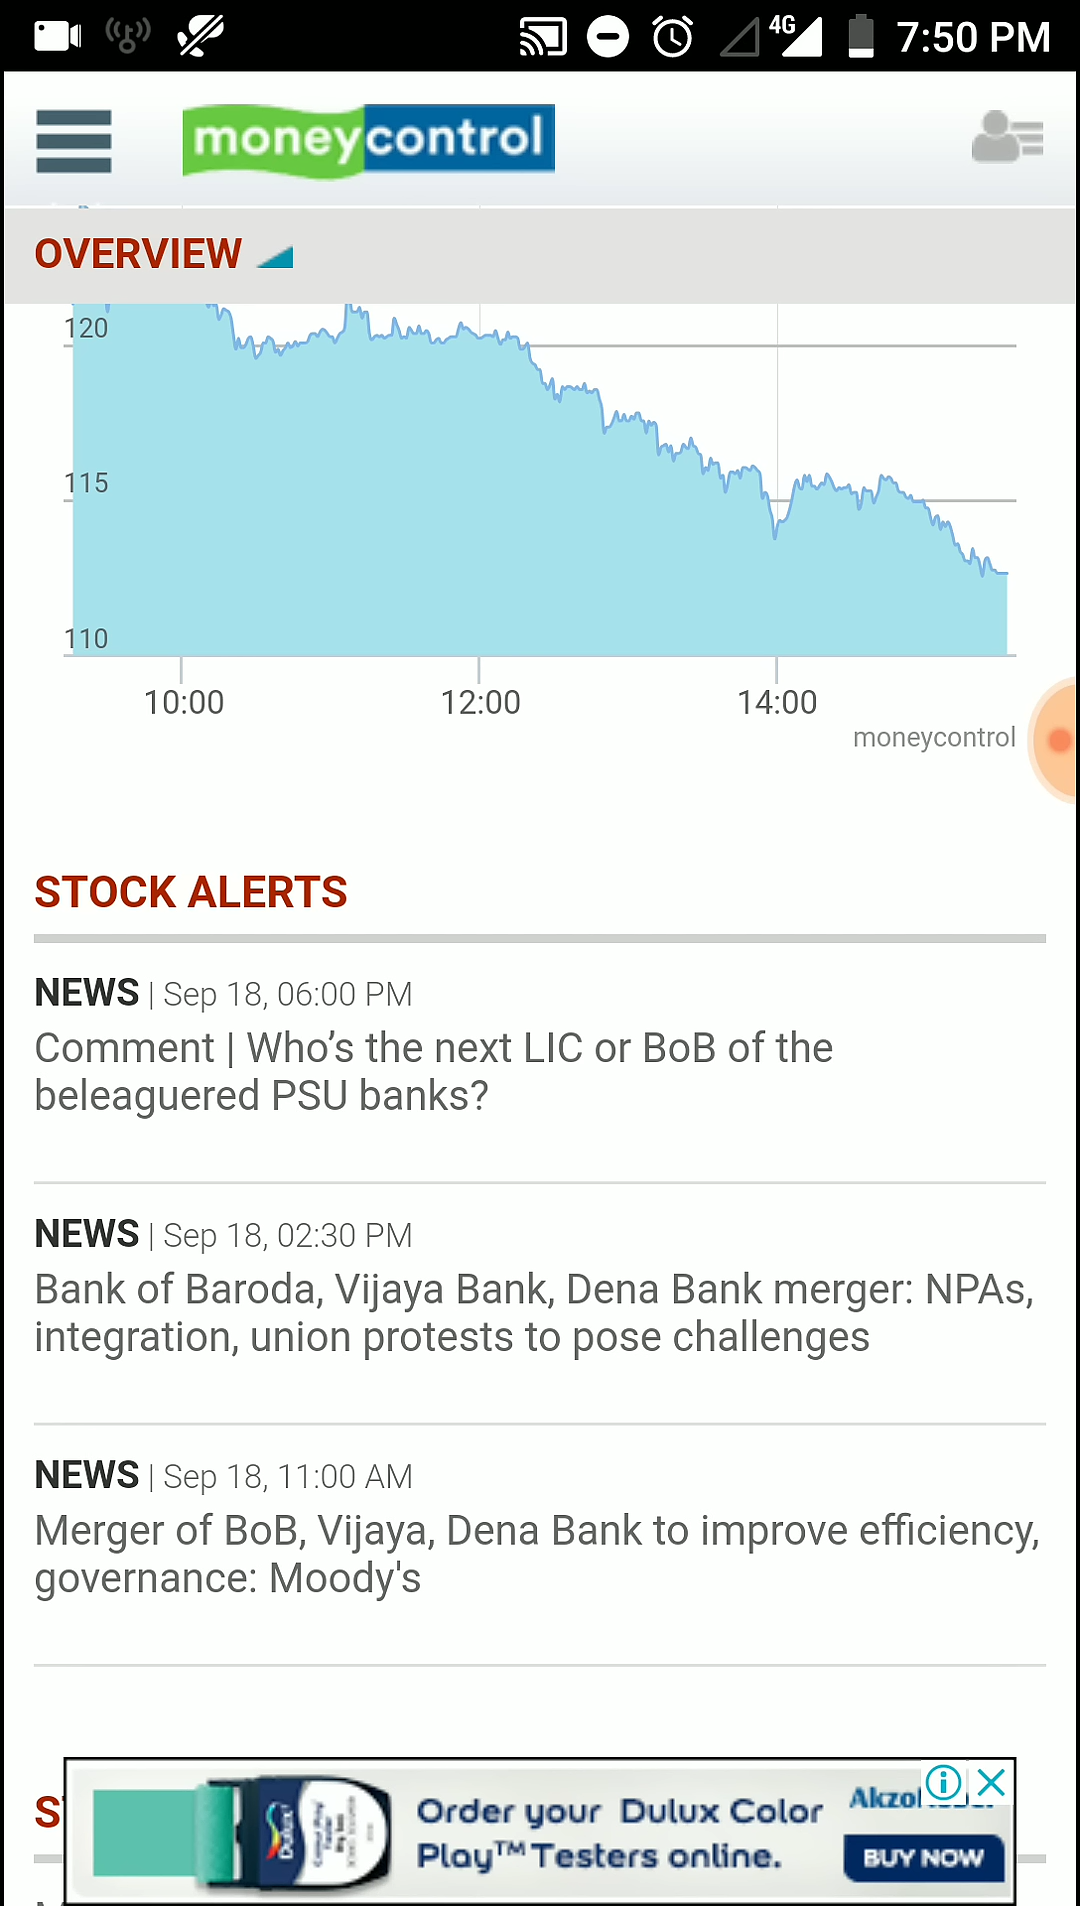 4G 7:50 PM
moneycontrol
OVERVIEW
120
115
110
10:00 12:00 14:00
moneycontrol
STOCK ALERTS
NEWS | Sep 18, 06:00 PM
Comment | Who’s the next LIC or BoB of the
beleaguered PSU banks?
NEWS | Sep 18, 02:30 PM
Bank of Baroda, Vijaya Bank, Dena Bank merger: NPAs,
integration, union protests to pose challenges
NEWS | Sep 18, 11:00 AM
Merger of BoB, Vijaya, Dena Bank to improve efficiency,
governance: Moody's
Dulux
Order your Dulux Color
Play™ Testers online.
BUY NOW